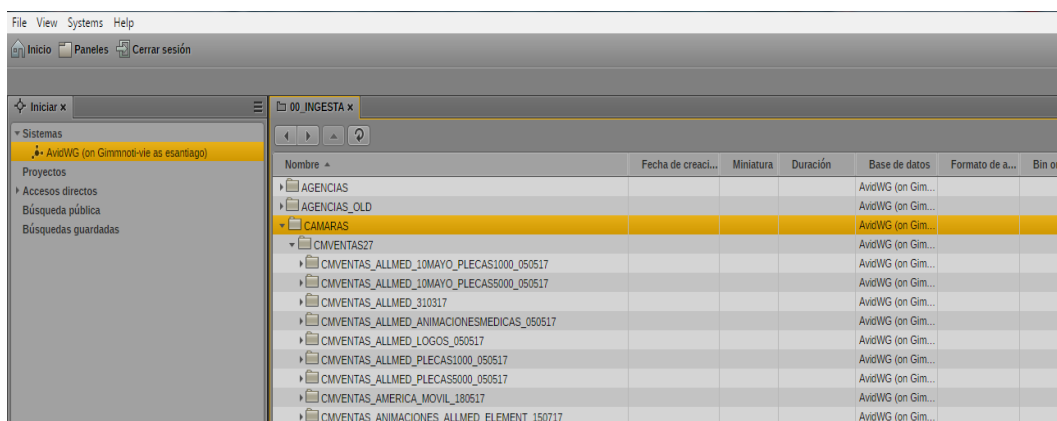 File View Systems Help
Inicio Paneles Cerrar sesión
Iniciar x
00_INGESTA x
Sistemas
AvidWG (on Gimmnoti-vie as esantiago)
Proyectos
Accesos directos
Búsqueda pública
Búsquedas guardadas
Nombre Fecha de creaci... Miniatura Duración Base de datos Formato de a... Bin o
AGENCIAS AvidWG (on Gim...
AGENCIAS_OLD AvidWG (on Gim...
CAMARAS AvidWG (on Gim...
CMVENTAS27 AvidWG (on Gim...
CMVENTAS_ALLMED_10MAYO_PLECAS1000_050517 AvidWG (on Gim...
CMVENTAS_ALLMED_10MAYO_PLECAS5000_050517 AvidWG (on Gim...
CMVENTAS_ALLMED_310317 AvidWG (on Gim...
CMVENTAS_ALLMED_ANIMACIONESMEDICAS_050517 AvidWG (on Gim...
CMVENTAS_ALLMED_LOGOS_050517 AvidWG (on Gim...
CMVENTAS_ALLMED_PLECAS1000_050517 AvidWG (on Gim...
CMVENTAS_ALLMED_PLECAS5000_050517 AvidWG (on Gim...
CMVENTAS_AMERICA_MOVIL_180517 AvidWG (on Gim...
CMVENTAS_ANIMACIONES_ALLMED_ELEMENT_150717 AvidWG (on Gim...